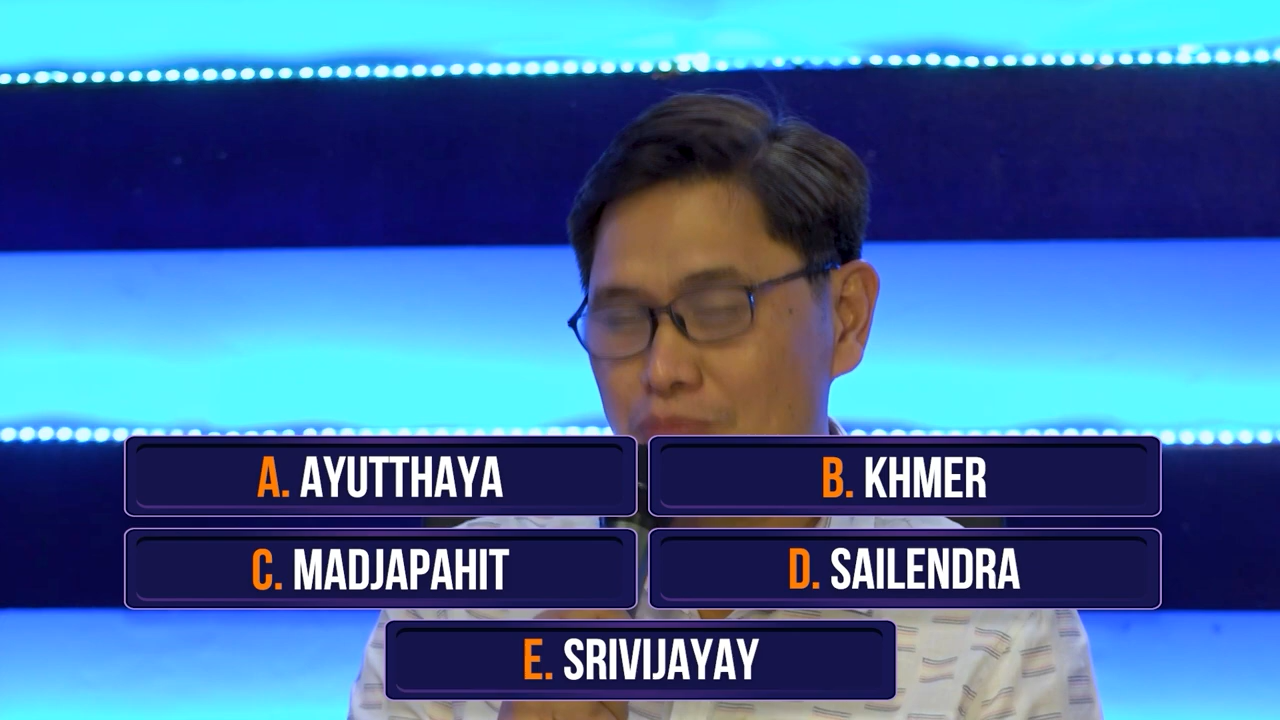 A. AYUTTHAYA
B. KHMER
C. MADJAPAHIT
D. SAILENDRA
E. SRIVIJAYAY